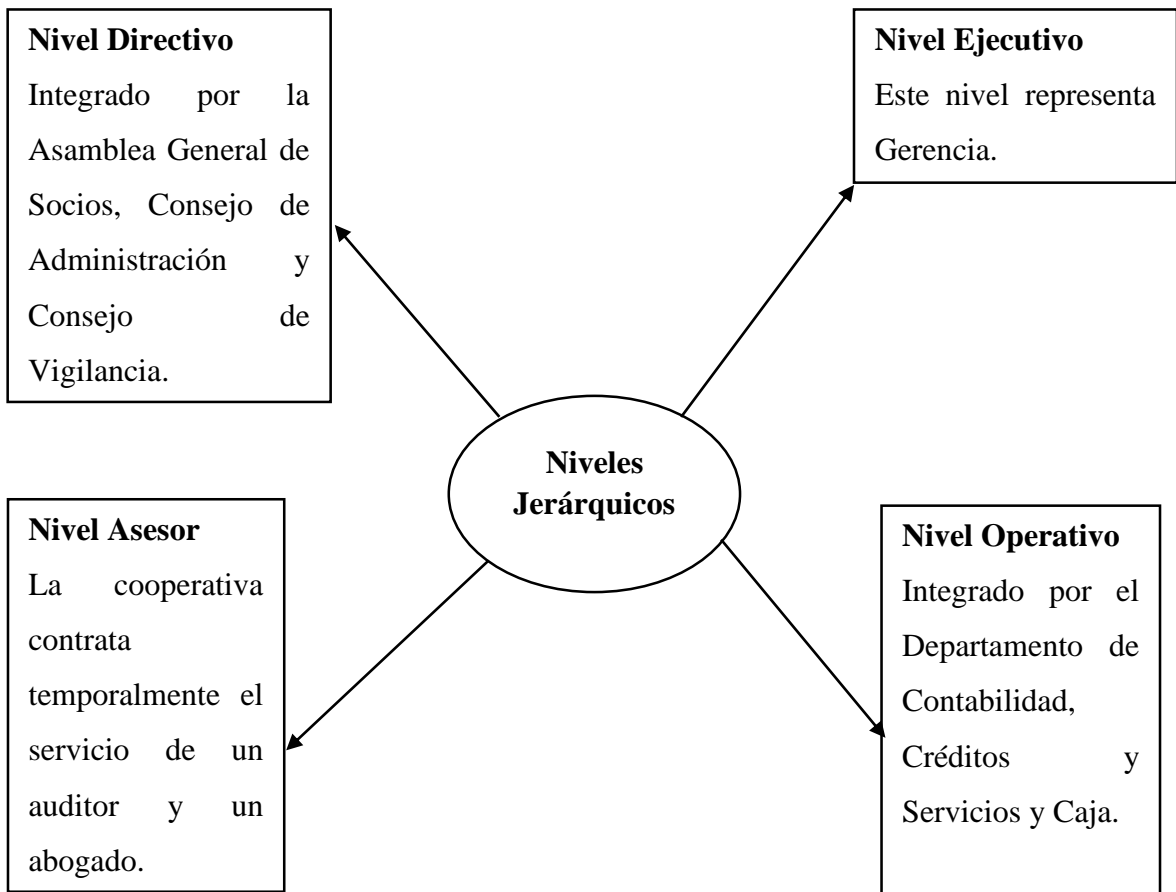 Nivel Directivo
Integrado por la
Asamblea General de
Socios, Consejo de
Administración y
Consejo de
Vigilancia.
Nivel Ejecutivo
Este nivel representa
Gerencia.
Niveles
Jerárquicos
Nivel Asesor
La cooperativa
contrata
temporalmente el
servicio de un
auditor y un
abogado.
Nivel Operativo
Integrado por el
Departamento de
Contabilidad,
Créditos y
Servicios y Caja.